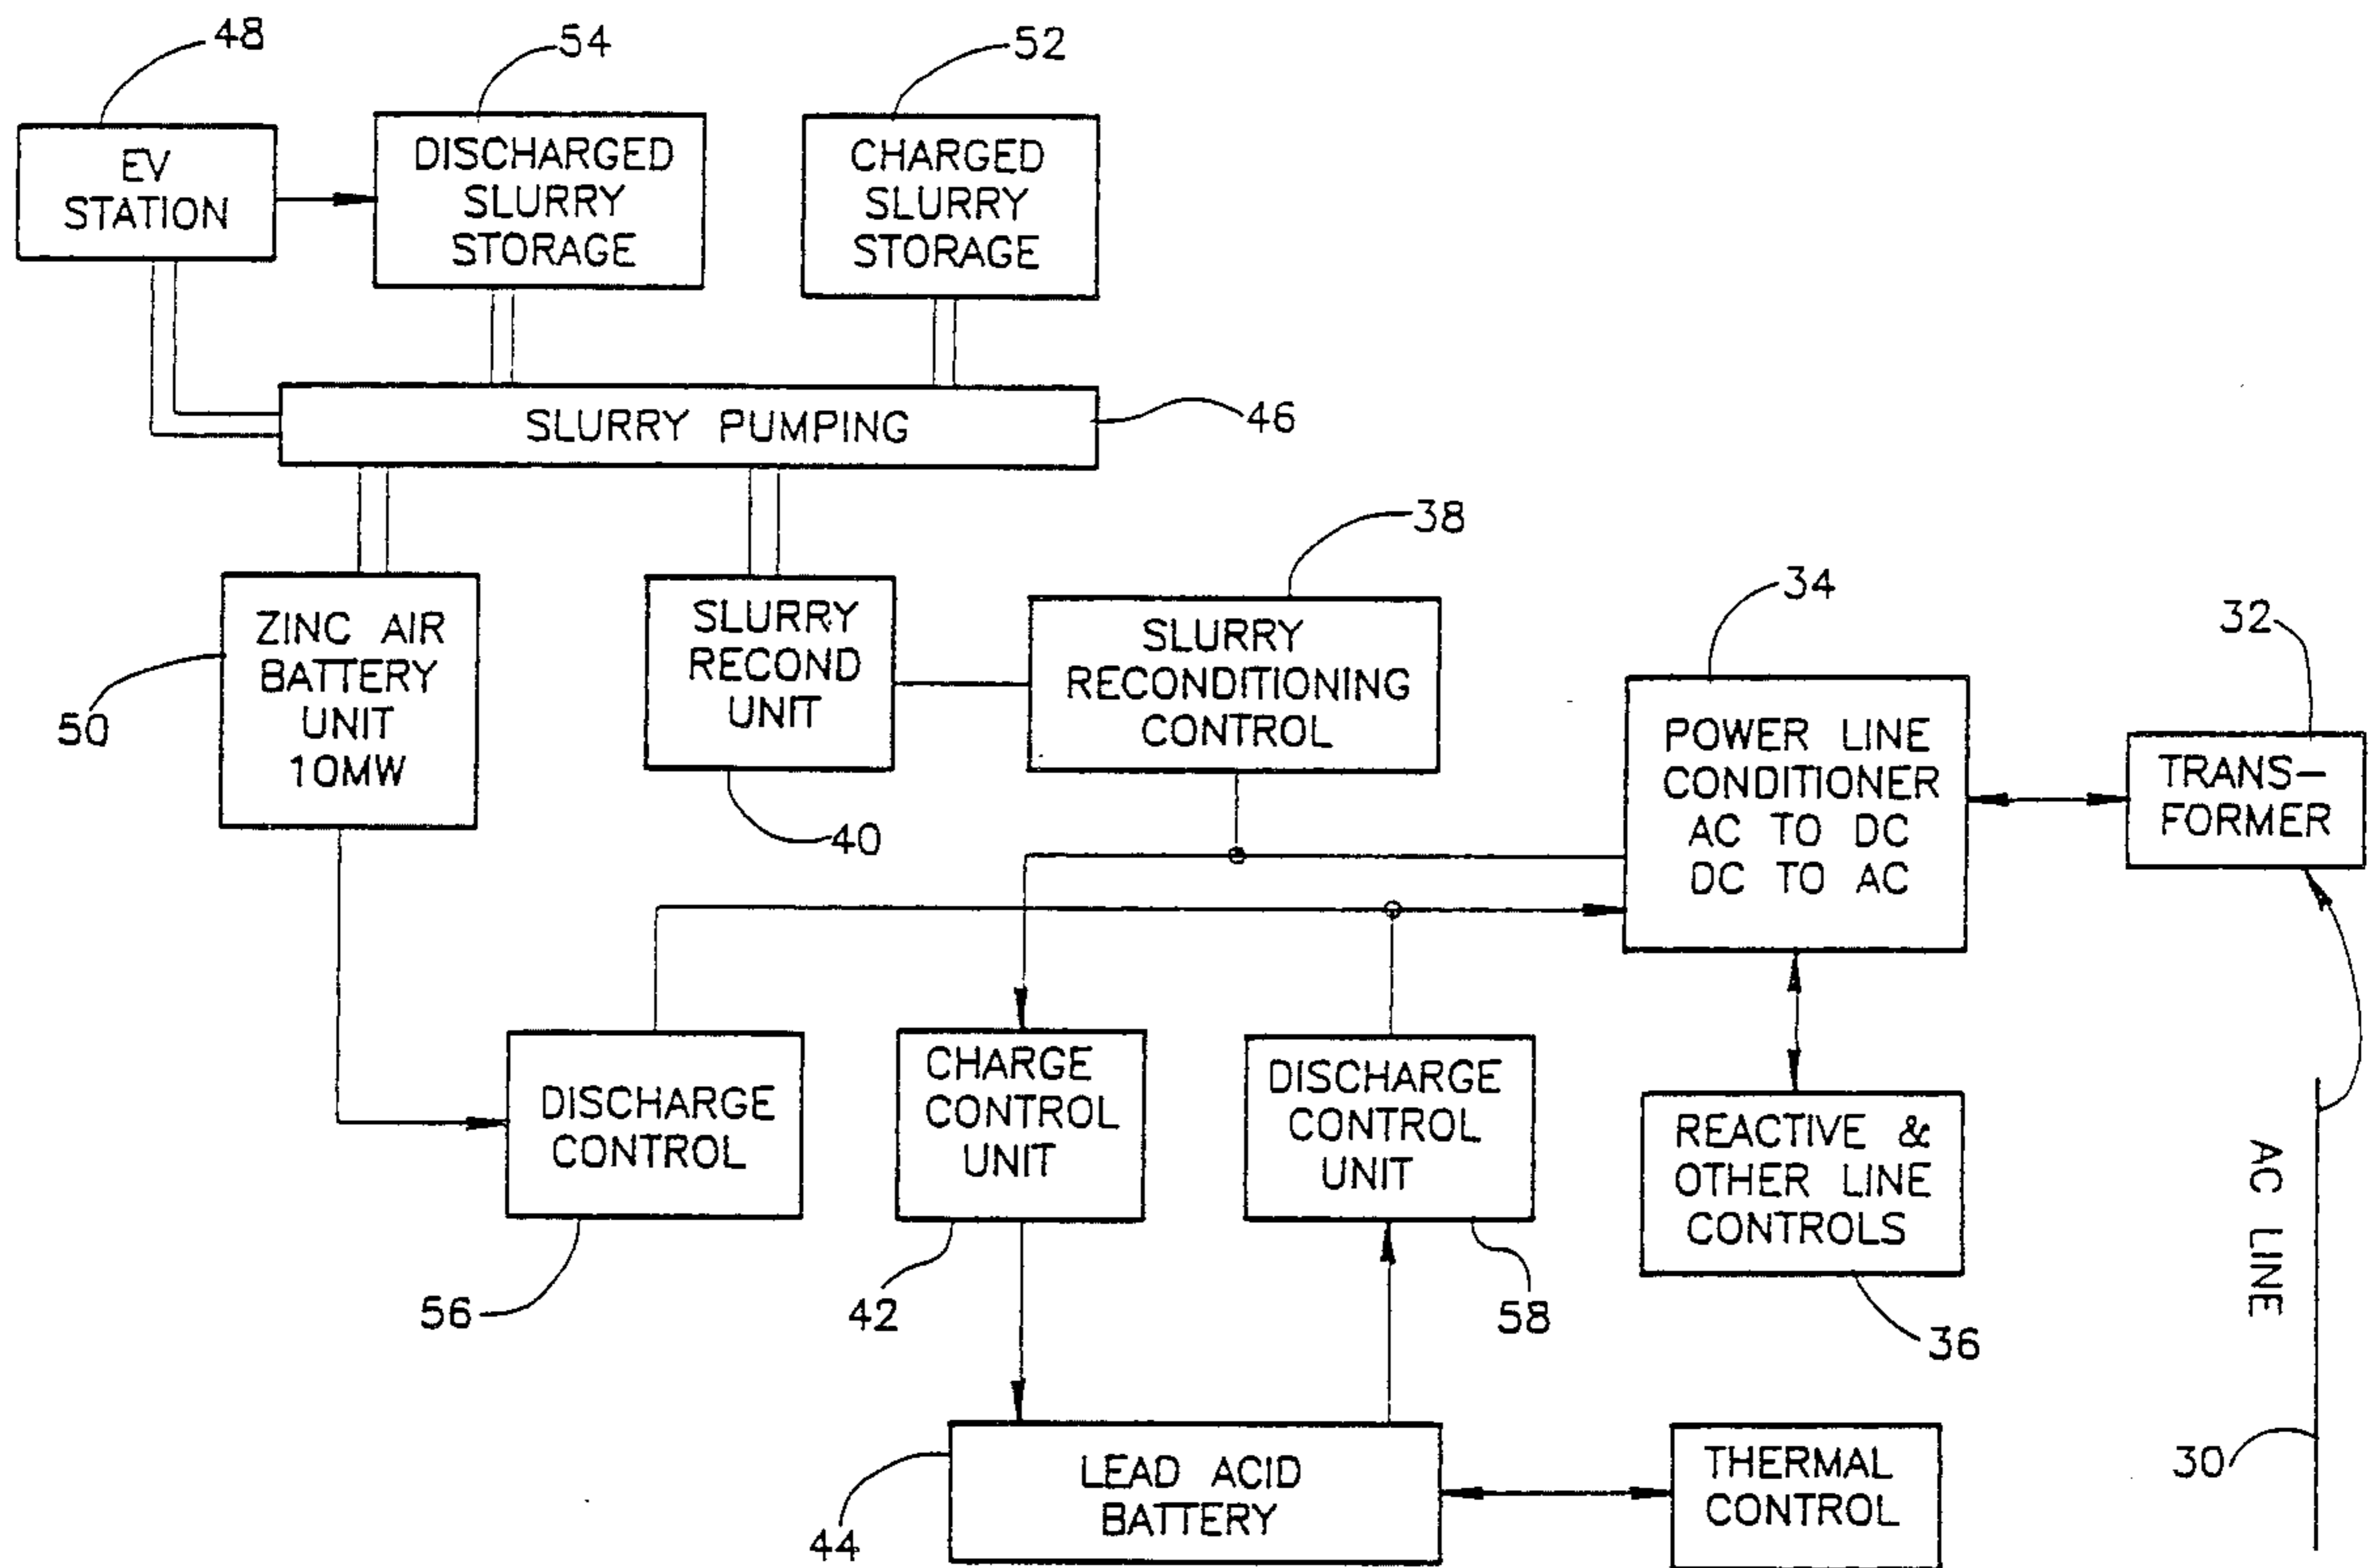 48
54
52
EV
STATION
DISCHARGED
SLURRY
STORAGE
CHARGED
SLURRY
STORAGE
SLURRY PUMPING
46
38
34
32
ZINC AIR
BATTERY
UNIT
10MW
50
SLURRY
RECOND
UNIT
40
SLURRY
RECONDITIONING
CONTROL
POWER LINE
CONDITIONER
AC TO DC
DC TO AC
TRANS-
FORMER
DISCHARGE
CONTROL
56
CHARGE
CONTROL
UNIT
42
DISCHARGE
CONTROL
UNIT
58
REACTIVE &
OTHER LINE
CONTROLS
36
AC LINE
30
LEAD ACID
BATTERY
44
THERMAL
CONTROL